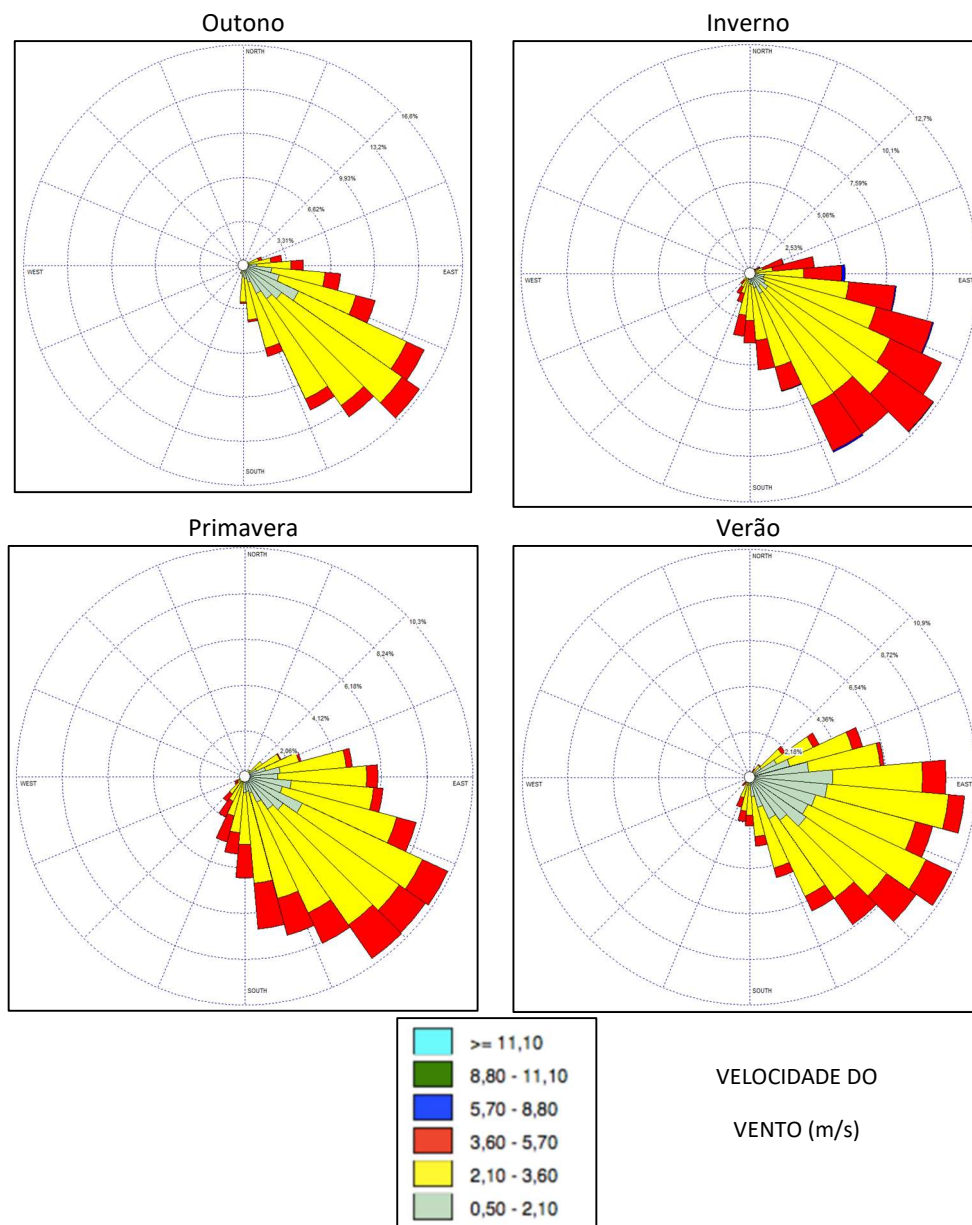 Outono
NORTH
16,6%
13,2%
9,93%
6,62%
3,31%
WEST
EAST
SOUTH
Inverno
NORTH
12,7%
10,1%
7,59%
5,06%
2,53%
WEST
EAST
SOUTH
Primavera
NORTH
10,3%
8,24%
6,18%
4,12%
2,06%
WEST
EAST
SOUTH
Verão
NORTH
10,9%
8,72%
6,54%
4,36%
2,18%
WEST
EAST
SOUTH
>= 11,10
8,80 - 11,10
5,70 - 8,80
3,60 - 5,70
2,10 - 3,60
0,50 - 2,10
VELOCIDADE DO
VENTO (m/s)